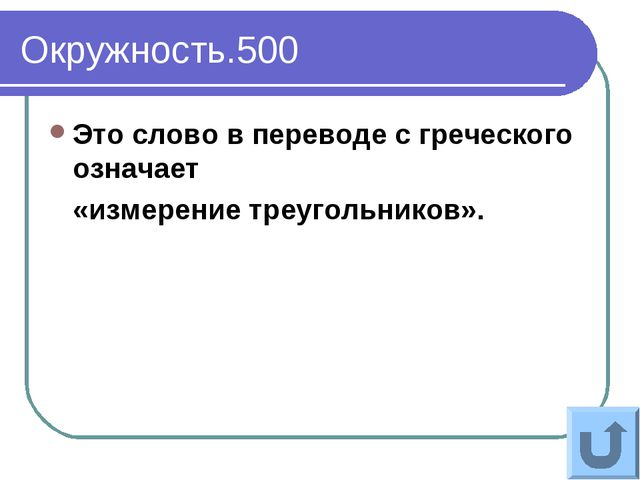 Окружность.500
Это слово в переводе с греческого
означает
«измерение треугольников».